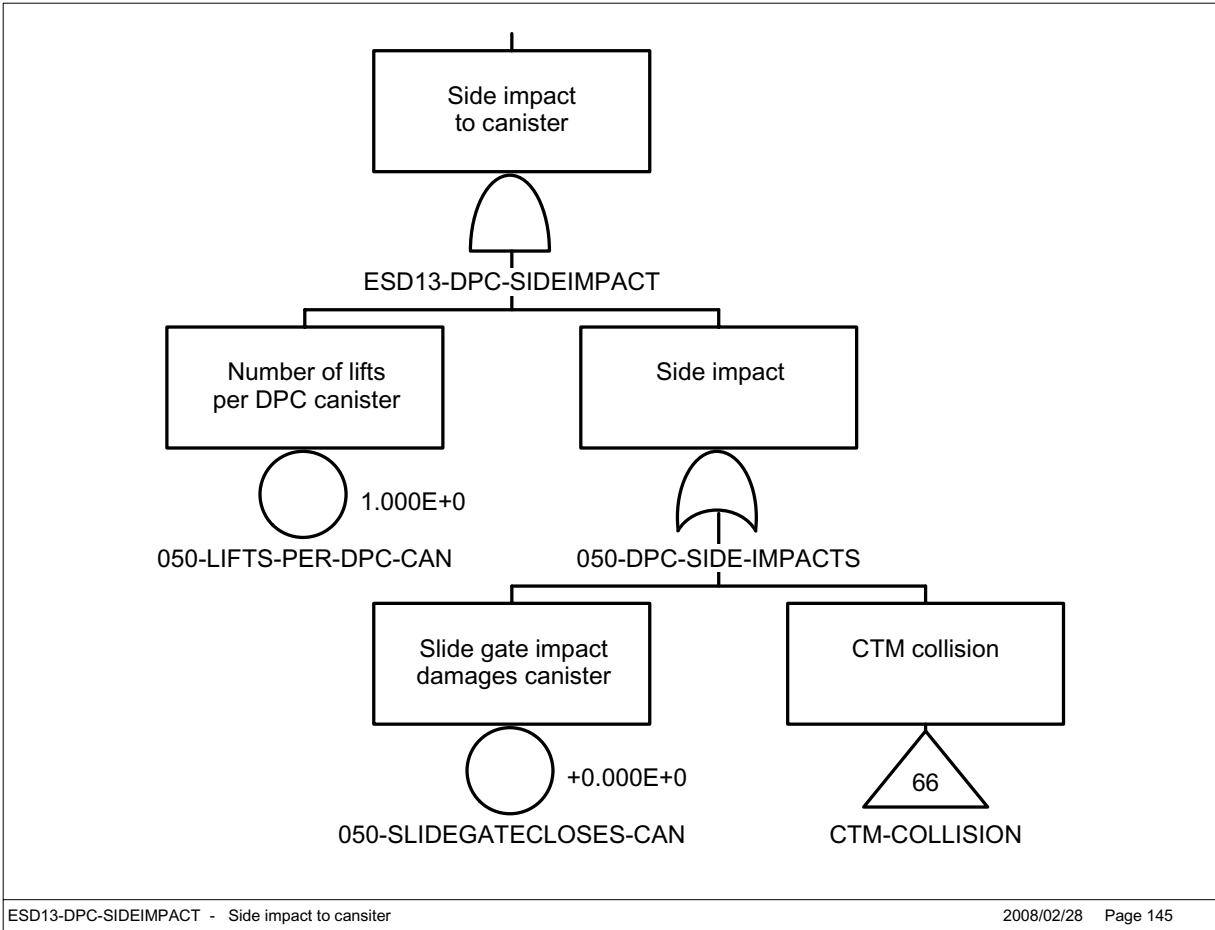 Side impact
to canister
ESD13-DPC-SIDEIMPACT
Number of lifts
per DPC canister
1.000E+0
050-LIFTS-PER-DPC-CAN
Side impact
050-DPC-SIDE-IMPACTS
Slide gate impact
damages canister
+0.000E+0
050-SLIDEGATECLOSES-CAN
CTM collision
66
CTM-COLLISION
ESD13-DPC-SIDEIMPACT - Side impact to cansiter
2008/02/28 Page 145